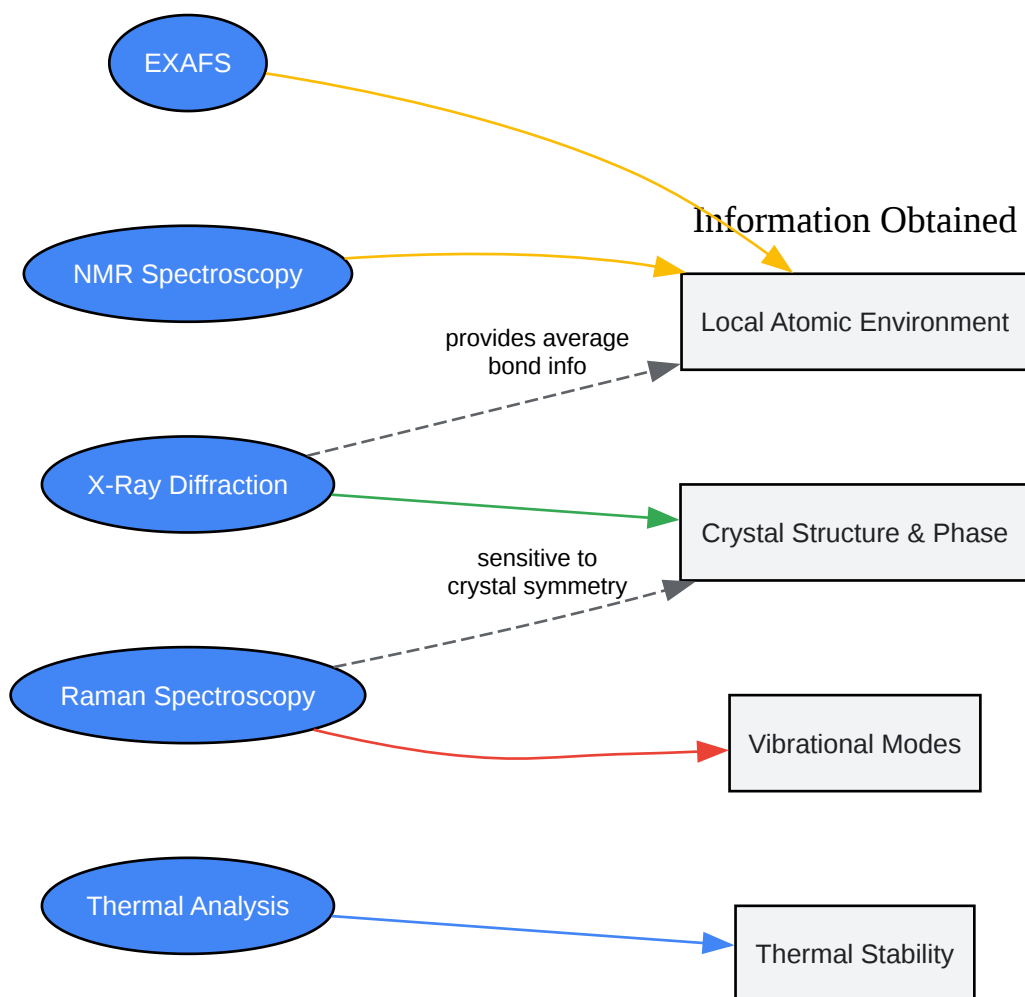 EXAFS
Information Obtained
NMR Spectroscopy
Local Atomic Environment
provides average
bond info
X-Ray Diffraction
Crystal Structure & Phase
sensitive to
crystal symmetry
Raman Spectroscopy
Vibrational Modes
Thermal Analysis
Thermal Stability